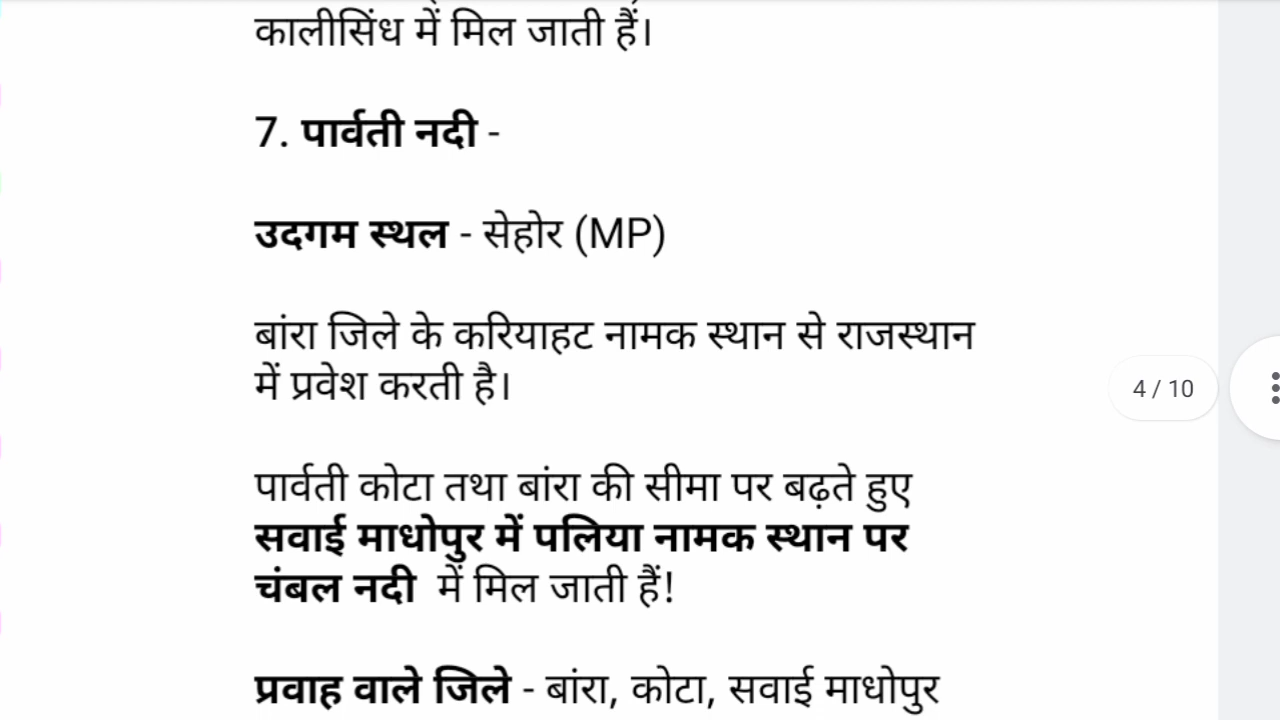 कालीसिंध में मिल जाती हैं।
7. पार्वती नदी -
उदगम स्थल - सेहोर (MP)
बांरा जिले के करियाहट नामक स्थान से राजस्थान
में प्रवेश करती है।
4 / 10
पार्वती कोटा तथा बांरा की सीमा पर बढ़ते हुए
सवाई माधोपुर में पलिया नामक स्थान पर
चंबल नदी में मिल जाती हैं!
प्रवाह वाले जिले - बांरा, कोटा, सवाई माधोपुर